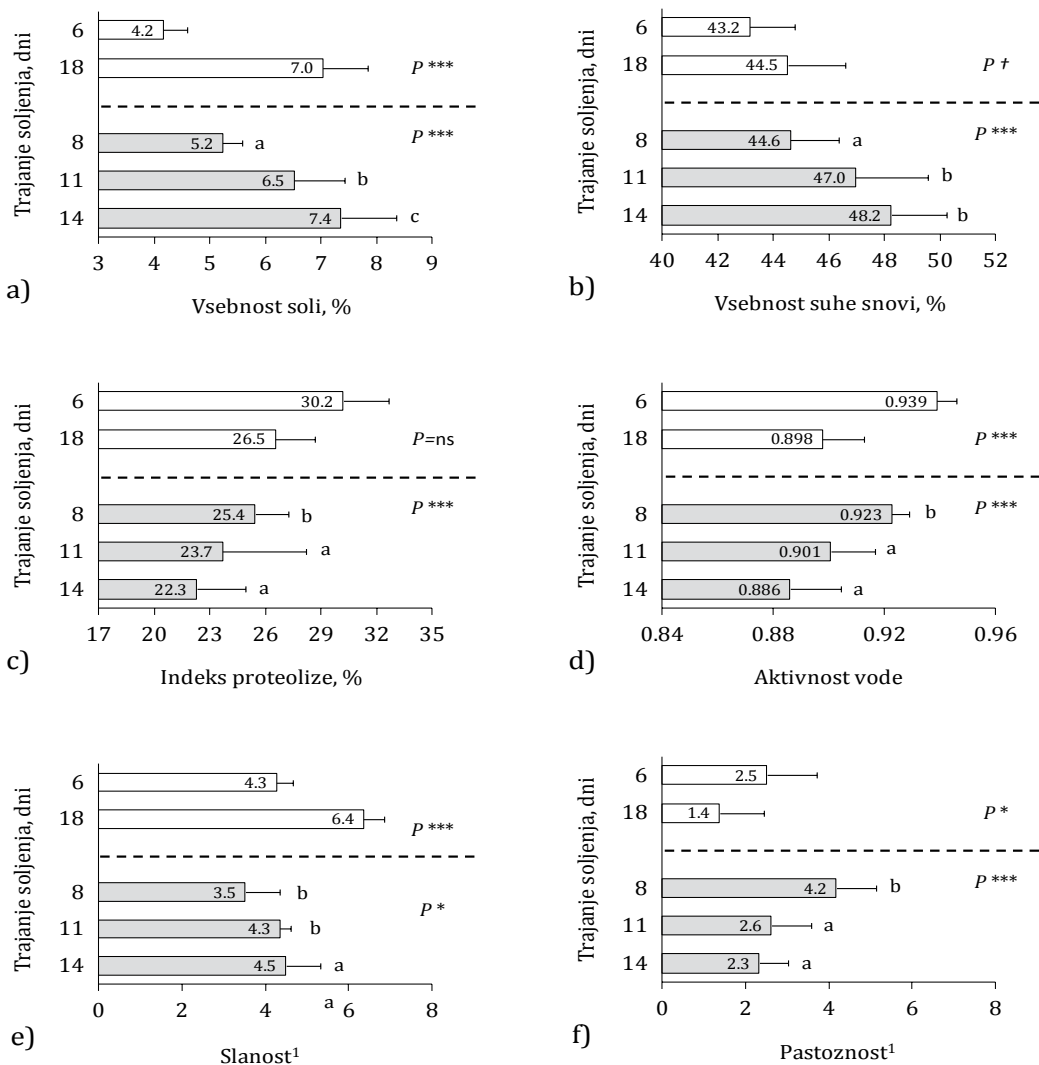 Trajanje soljenja, dni
6
4.2
18
7.0
P ***
8
5.2
a
P ***
11
6.5
b
14
7.4
c
3 4 5 6 7 8 9
a)
Vsebnost soli, %
Trajanje soljenja, dni
6
43.2
18
44.5
P †
8
44.6
a
P ***
11
47.0
b
14
48.2
b
40 42 44 46 48 50 52
b)
Vsebnost suhe snovi, %
Trajanje soljenja, dni
6
30.2
18
26.5
P=ns
8
25.4
b
P ***
11
23.7
a
14
22.3
a
17 20 23 26 29 32 35
c)
Indeks proteolize, %
Trajanje soljenja, dni
6
0.939
18
0.898
P ***
8
0.923
b
P ***
11
0.901
a
14
0.886
a
0.84 0.88 0.92 0.96
d)
Aktivnost vode
Trajanje soljenja, dni
6
4.3
18
6.4
P ***
8
3.5
b
P *
11
4.3
b
14
4.5
a
a
0 2 4 6 8
e)
Slanost¹
Trajanje soljenja, dni
6
2.5
18
1.4
P *
8
4.2
b
P ***
11
2.6
a
14
2.3
a
0 2 4 6 8
f)
Pastoznost¹